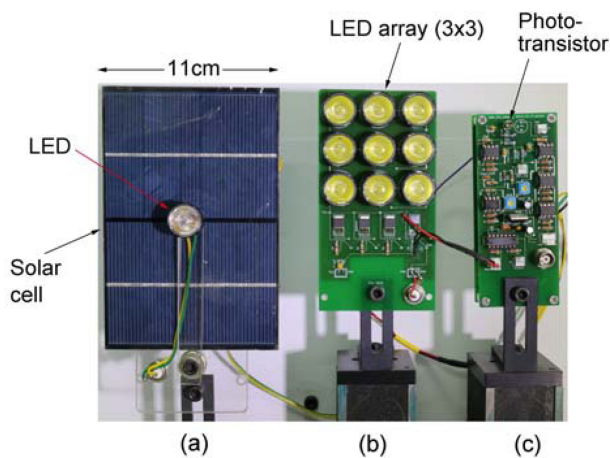 LED array (3x3)
Photo-
transistor
11cm
LED
Solar
cell
(a)
(b)
(c)